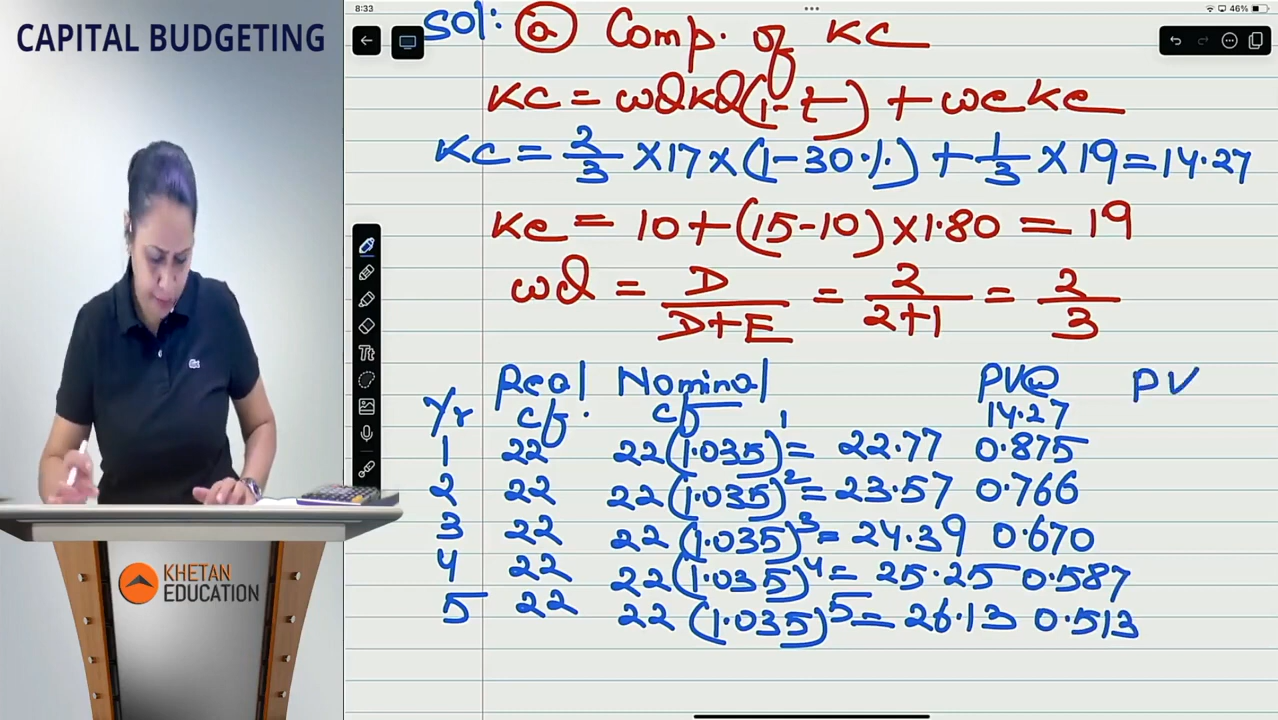 CAPITAL BUDGETING
8:33
46%
Sol: (a) Comp. of KC
KC = wdkd(1-t) + weke
KC = 2/3 × 17 × (1-30%) + 1/3 × 19 = 14.27
Ke = 10 + (15-10) × 1.80 = 19
wd = D/D+E = 2/2+1 = 2/3
Yr Real cf. Nominal cf PV@ 14.27 PV
1 22 22(1.035)^1 = 22.77 0.875
2 22 22(1.035)^2 = 23.57 0.766
3 22 22(1.035)^3 = 24.39 0.670
4 22 22(1.035)^4 = 25.25 0.587
5 22 22(1.035)^5 = 26.13 0.513
Tt
KHETAN
EDUCATION